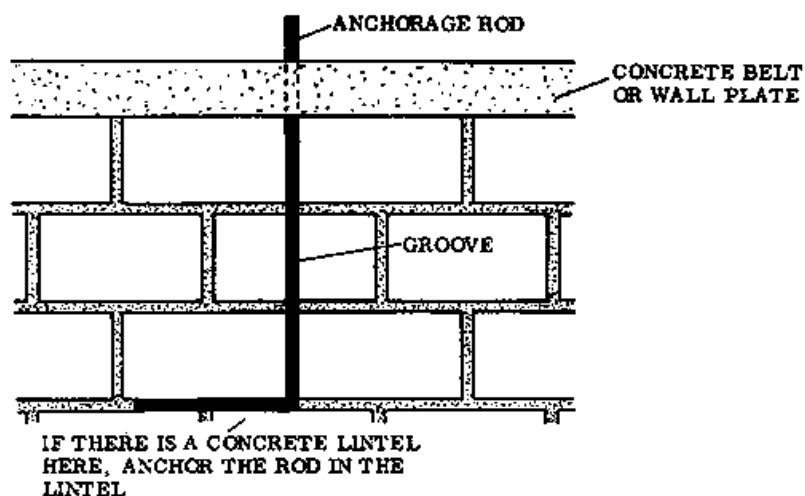 ANCHORAGE ROD
CONCRETE BELT
OR WALL PLATE
GROOVE
IF THERE IS A CONCRETE LINTEL
HERE, ANCHOR THE ROD IN THE
LINTEL